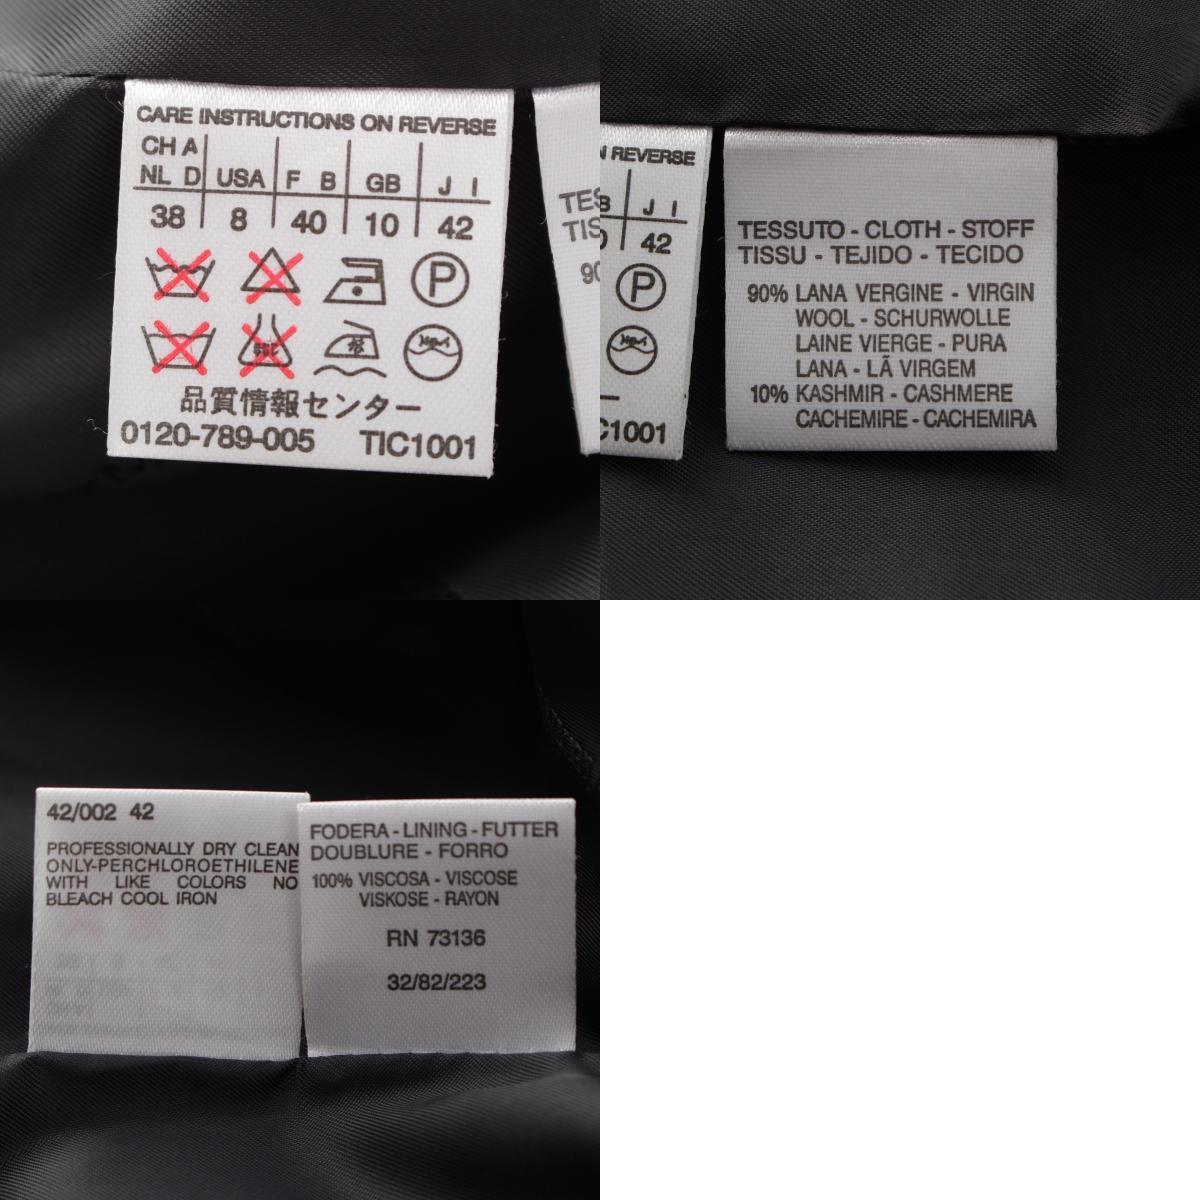 CARE INSTRUCTIONS ON REVERSE
CH A
NL D USA F B GB J I
38 8 40 10 42
P
品質情報センター
0120-789-005 TIC1001
TES
TIS
90
N REVERSE
B J I
42
P
C1001
TESSUTO - CLOTH - STOFF
TISSU - TEJIDO - TECIDO
90% LANA VERGINE - VIRGIN
WOOL - SCHURWOLLE
LAINE VIERGE - PURA
LANA - LÃ VIRGEM
10% KASHMIR - CASHMERE
CACHEMIRE - CACHEMIRA
42/002 42
PROFESSIONALLY DRY CLEAN
ONLY-PERCHLOROETHILENE
WITH LIKE COLORS NO
BLEACH COOL IRON
FODERA - LINING - FUTTER
DOUBLURE - FORRO
100% VISCOSA - VISCOSE
VISKOSE - RAYON
RN 73136
32/82/223